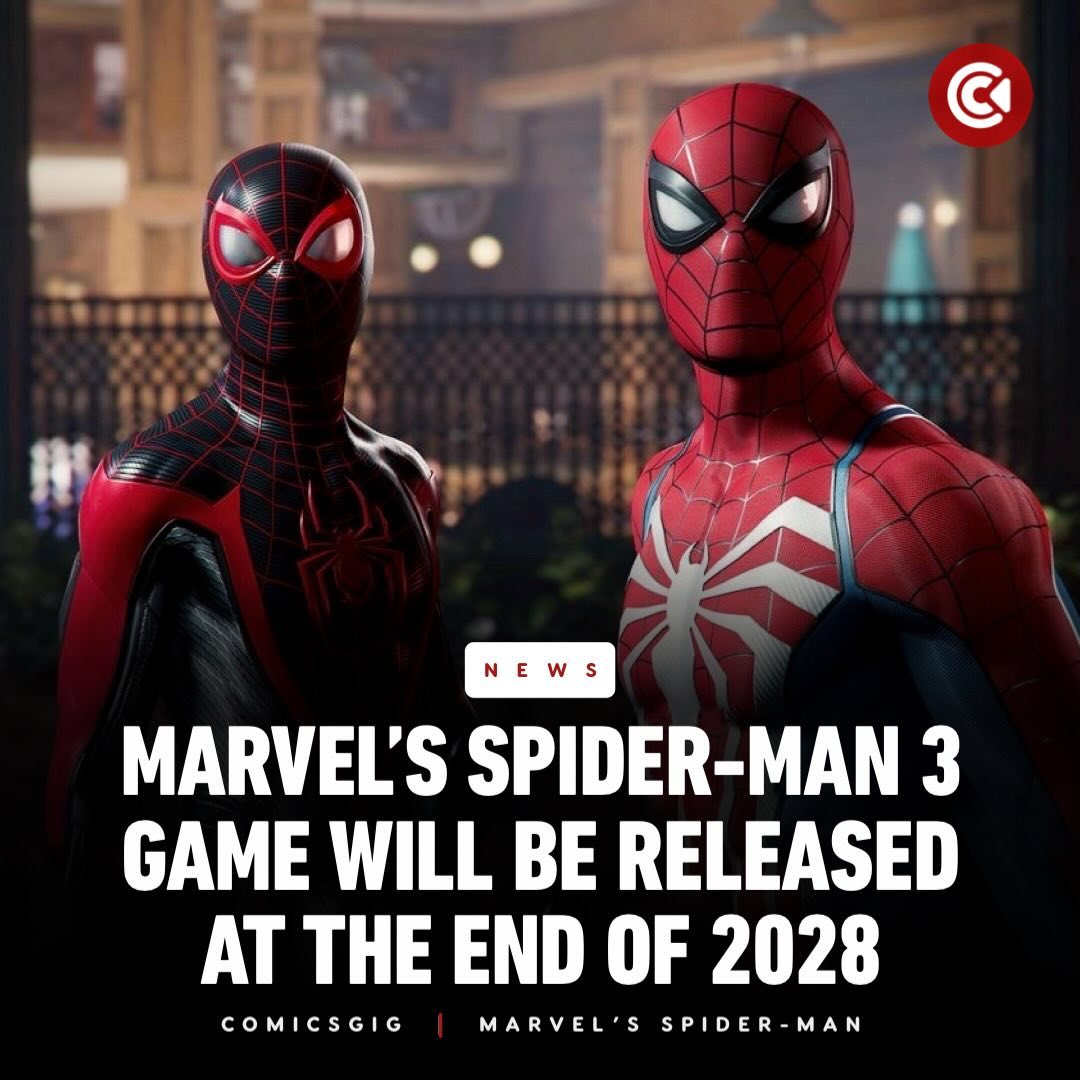 NEWS
MARVEL'S SPIDER-MAN 3
GAME WILL BE RELEASED
AT THE END OF 2028
COMICSGIG | MARVEL'S SPIDER-MAN